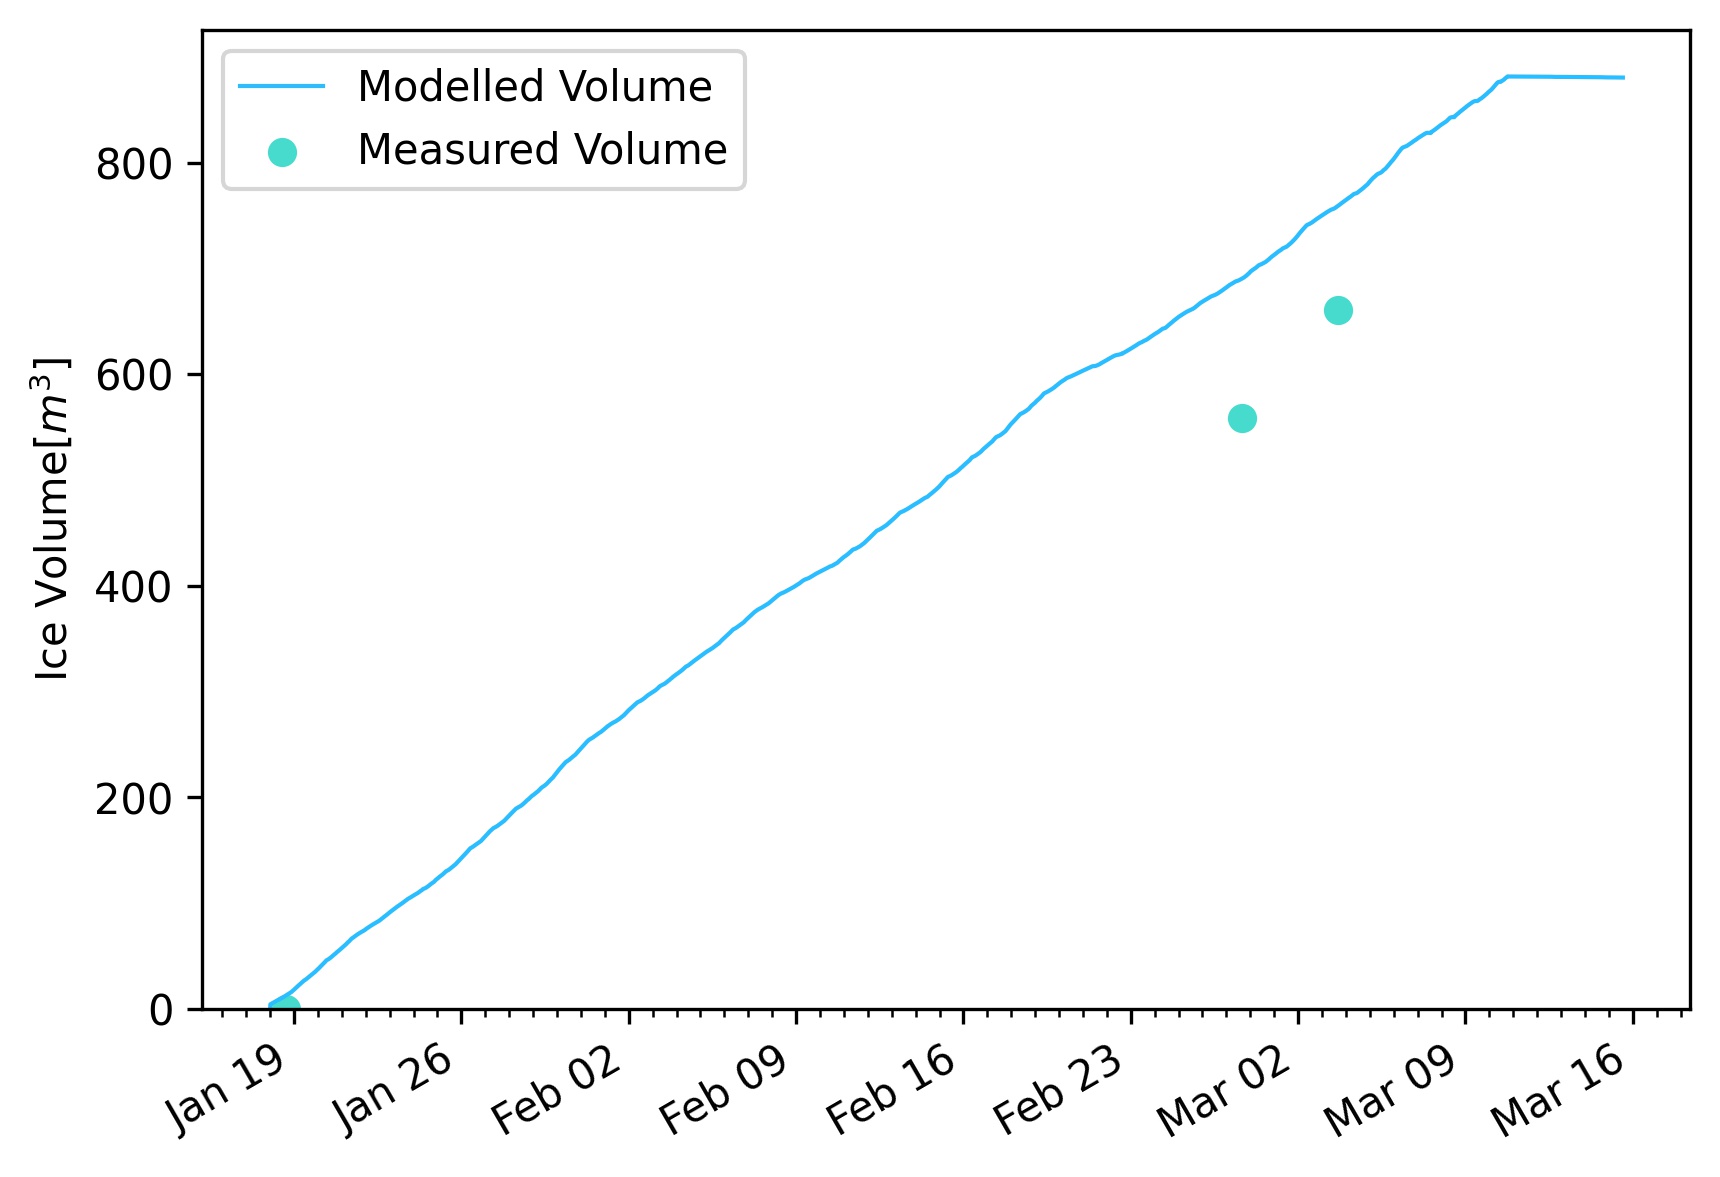 Modelled Volume
Measured Volume
Ice Volume[$m^3$]
800
600
400
200
0
Jan 19
Jan 26
Feb 02
Feb 09
Feb 16
Feb 23
Mar 02
Mar 09
Mar 16